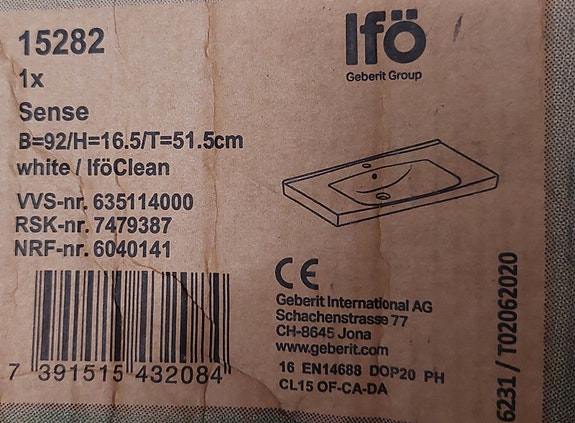 15282
1x
Sense
B=92/H=16.5/T=51.5cm
white / IföClean
VVS-nr. 635114000
RSK-nr. 7479387
NRF-nr. 6040141
7 391515 432084
Ifö
Geberit Group
CE
Geberit International AG
Schachenstrasse 77
CH-8645 Jona
www.geberit.com
16 EN14688 DOP20 PH
CL15 OF-CA-DA
6231 / T02062020